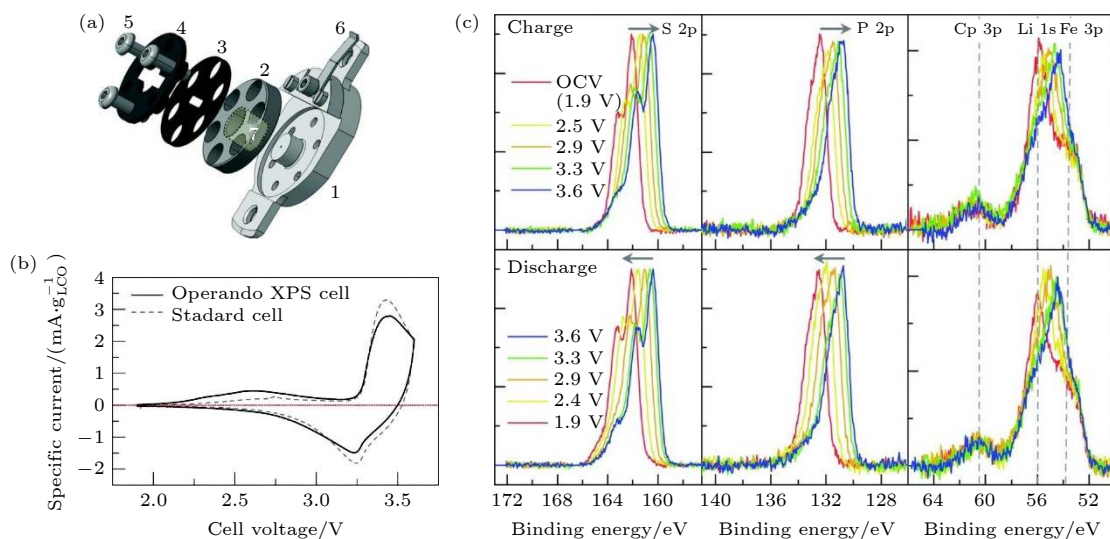 (a)
5
4
3
2
6
7
1
(b)
Operando XPS cell
Stadard cell
Specific current/(mA·g⁻¹LCO)
3
2
1
0
−1
−2
2.0 2.5 3.0 3.5
Cell voltage/V
(c)
Charge
S 2p
P 2p
Cp 3p Li 1s Fe 3p
OCV
(1.9 V)
2.5 V
2.9 V
3.3 V
3.6 V
Discharge
3.6 V
3.3 V
2.9 V
2.4 V
1.9 V
172 168 164 160 140 136 132 128 64 60 56 52
Binding energy/eV Binding energy/eV Binding energy/eV